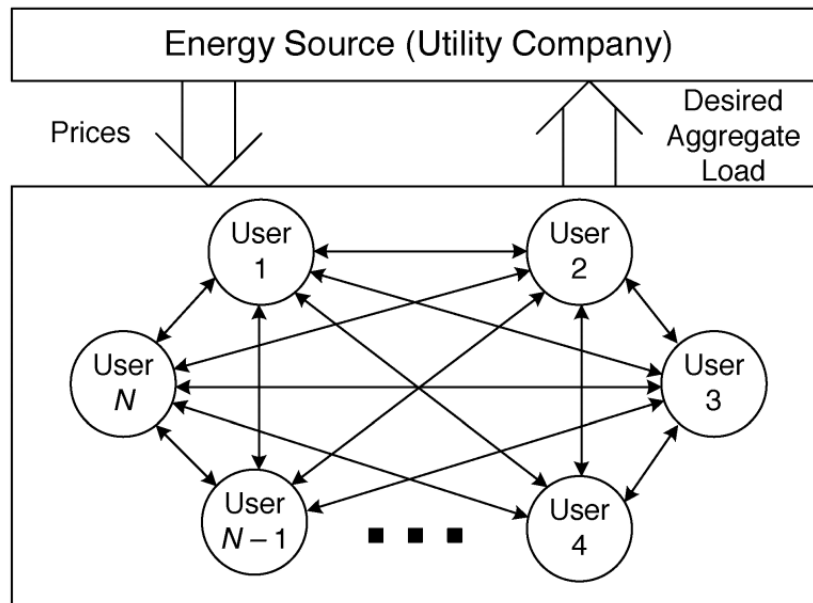 Energy Source (Utility Company)
Prices
Desired
Aggregate
Load
User
1
User
2
User
N
User
3
User
N – 1
User
4